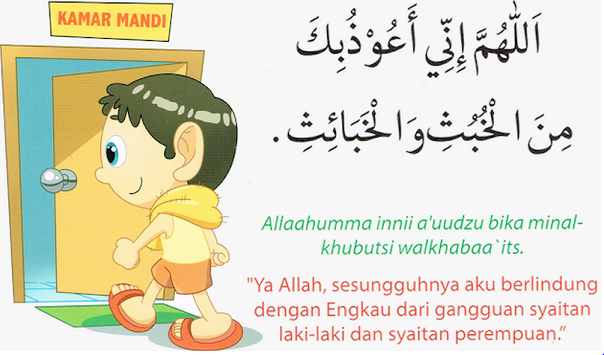 KAMAR MANDI
اَللّٰهُمَّ إِنِّي أَعُوْذُبِكَ
مِنَ الْخُبُثِ وَالْخَبَائِثِ.
Allaahumma innii a'uudzu bika minal-
khubutsi walkhabaa`its.
"Ya Allah, sesungguhnya aku berlindung
dengan Engkau dari gangguan syaitan
laki-laki dan syaitan perempuan.”